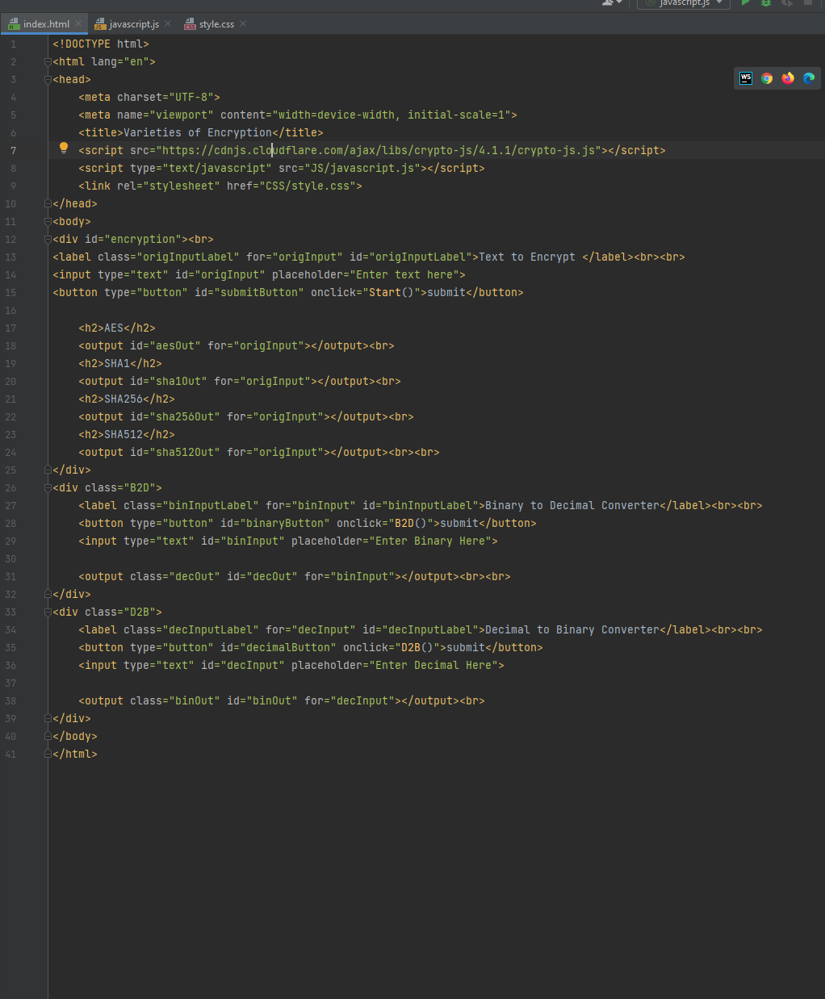 javascript.js
index.html javascript.js style.css
1 <!DOCTYPE html>
2 <html lang="en">
3 <head>
WS
4 <meta charset="UTF-8">
5 <meta name="viewport" content="width=device-width, initial-scale=1">
6 <title>Varieties of Encryption</title>
7 <script src="https://cdnjs.cloudflare.com/ajax/libs/crypto-js/4.1.1/crypto-js.js"></script>
8 <script type="text/javascript" src="JS/javascript.js"></script>
9 <link rel="stylesheet" href="CSS/style.css">
10 </head>
11 <body>
12 <div id="encryption"><br>
13 <label class="origInputLabel" for="origInput" id="origInputLabel">Text to Encrypt </label><br><br>
14 <input type="text" id="origInput" placeholder="Enter text here">
15 <button type="button" id="submitButton" onclick="Start()">submit</button>
16
17 <h2>AES</h2>
18 <output id="aesOut" for="origInput"></output><br>
19 <h2>SHA1</h2>
20 <output id="sha1Out" for="origInput"></output><br>
21 <h2>SHA256</h2>
22 <output id="sha256Out" for="origInput"></output><br>
23 <h2>SHA512</h2>
24 <output id="sha512Out" for="origInput"></output><br><br>
25 </div>
26 <div class="B2D">
27 <label class="binInputLabel" for="binInput" id="binInputLabel">Binary to Decimal Converter</label><br><br>
28 <button type="button" id="binaryButton" onclick="B2D()">submit</button>
29 <input type="text" id="binInput" placeholder="Enter Binary Here">
30
31 <output class="decOut" id="decOut" for="binInput"></output><br><br>
32 </div>
33 <div class="D2B">
34 <label class="decInputLabel" for="decInput" id="decInputLabel">Decimal to Binary Converter</label><br><br>
35 <button type="button" id="decimalButton" onclick="D2B()">submit</button>
36 <input type="text" id="decInput" placeholder="Enter Decimal Here">
37
38 <output class="binOut" id="binOut" for="decInput"></output><br>
39 </div>
40 </body>
41 </html>